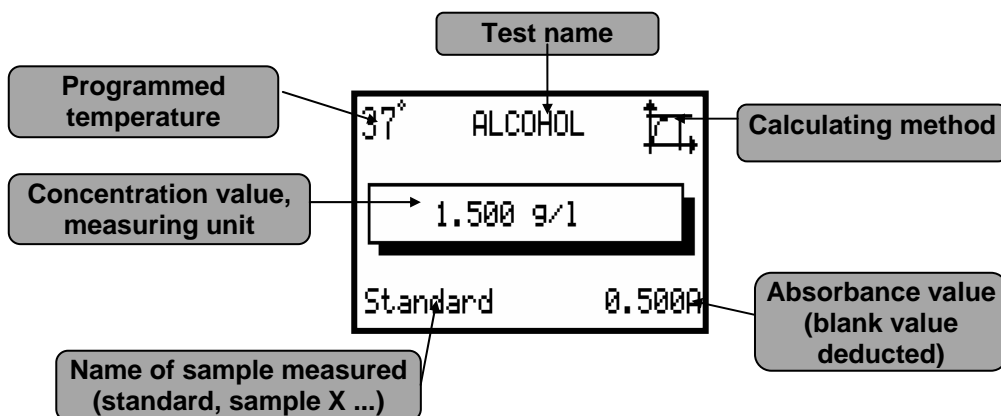 Test name
Programmed
temperature
37° ALCOHOL
Calculating method
Concentration value,
measuring unit
1.500 g/l
Standard 0.500A
Absorbance value
(blank value
deducted)
Name of sample measured
(standard, sample X ...)